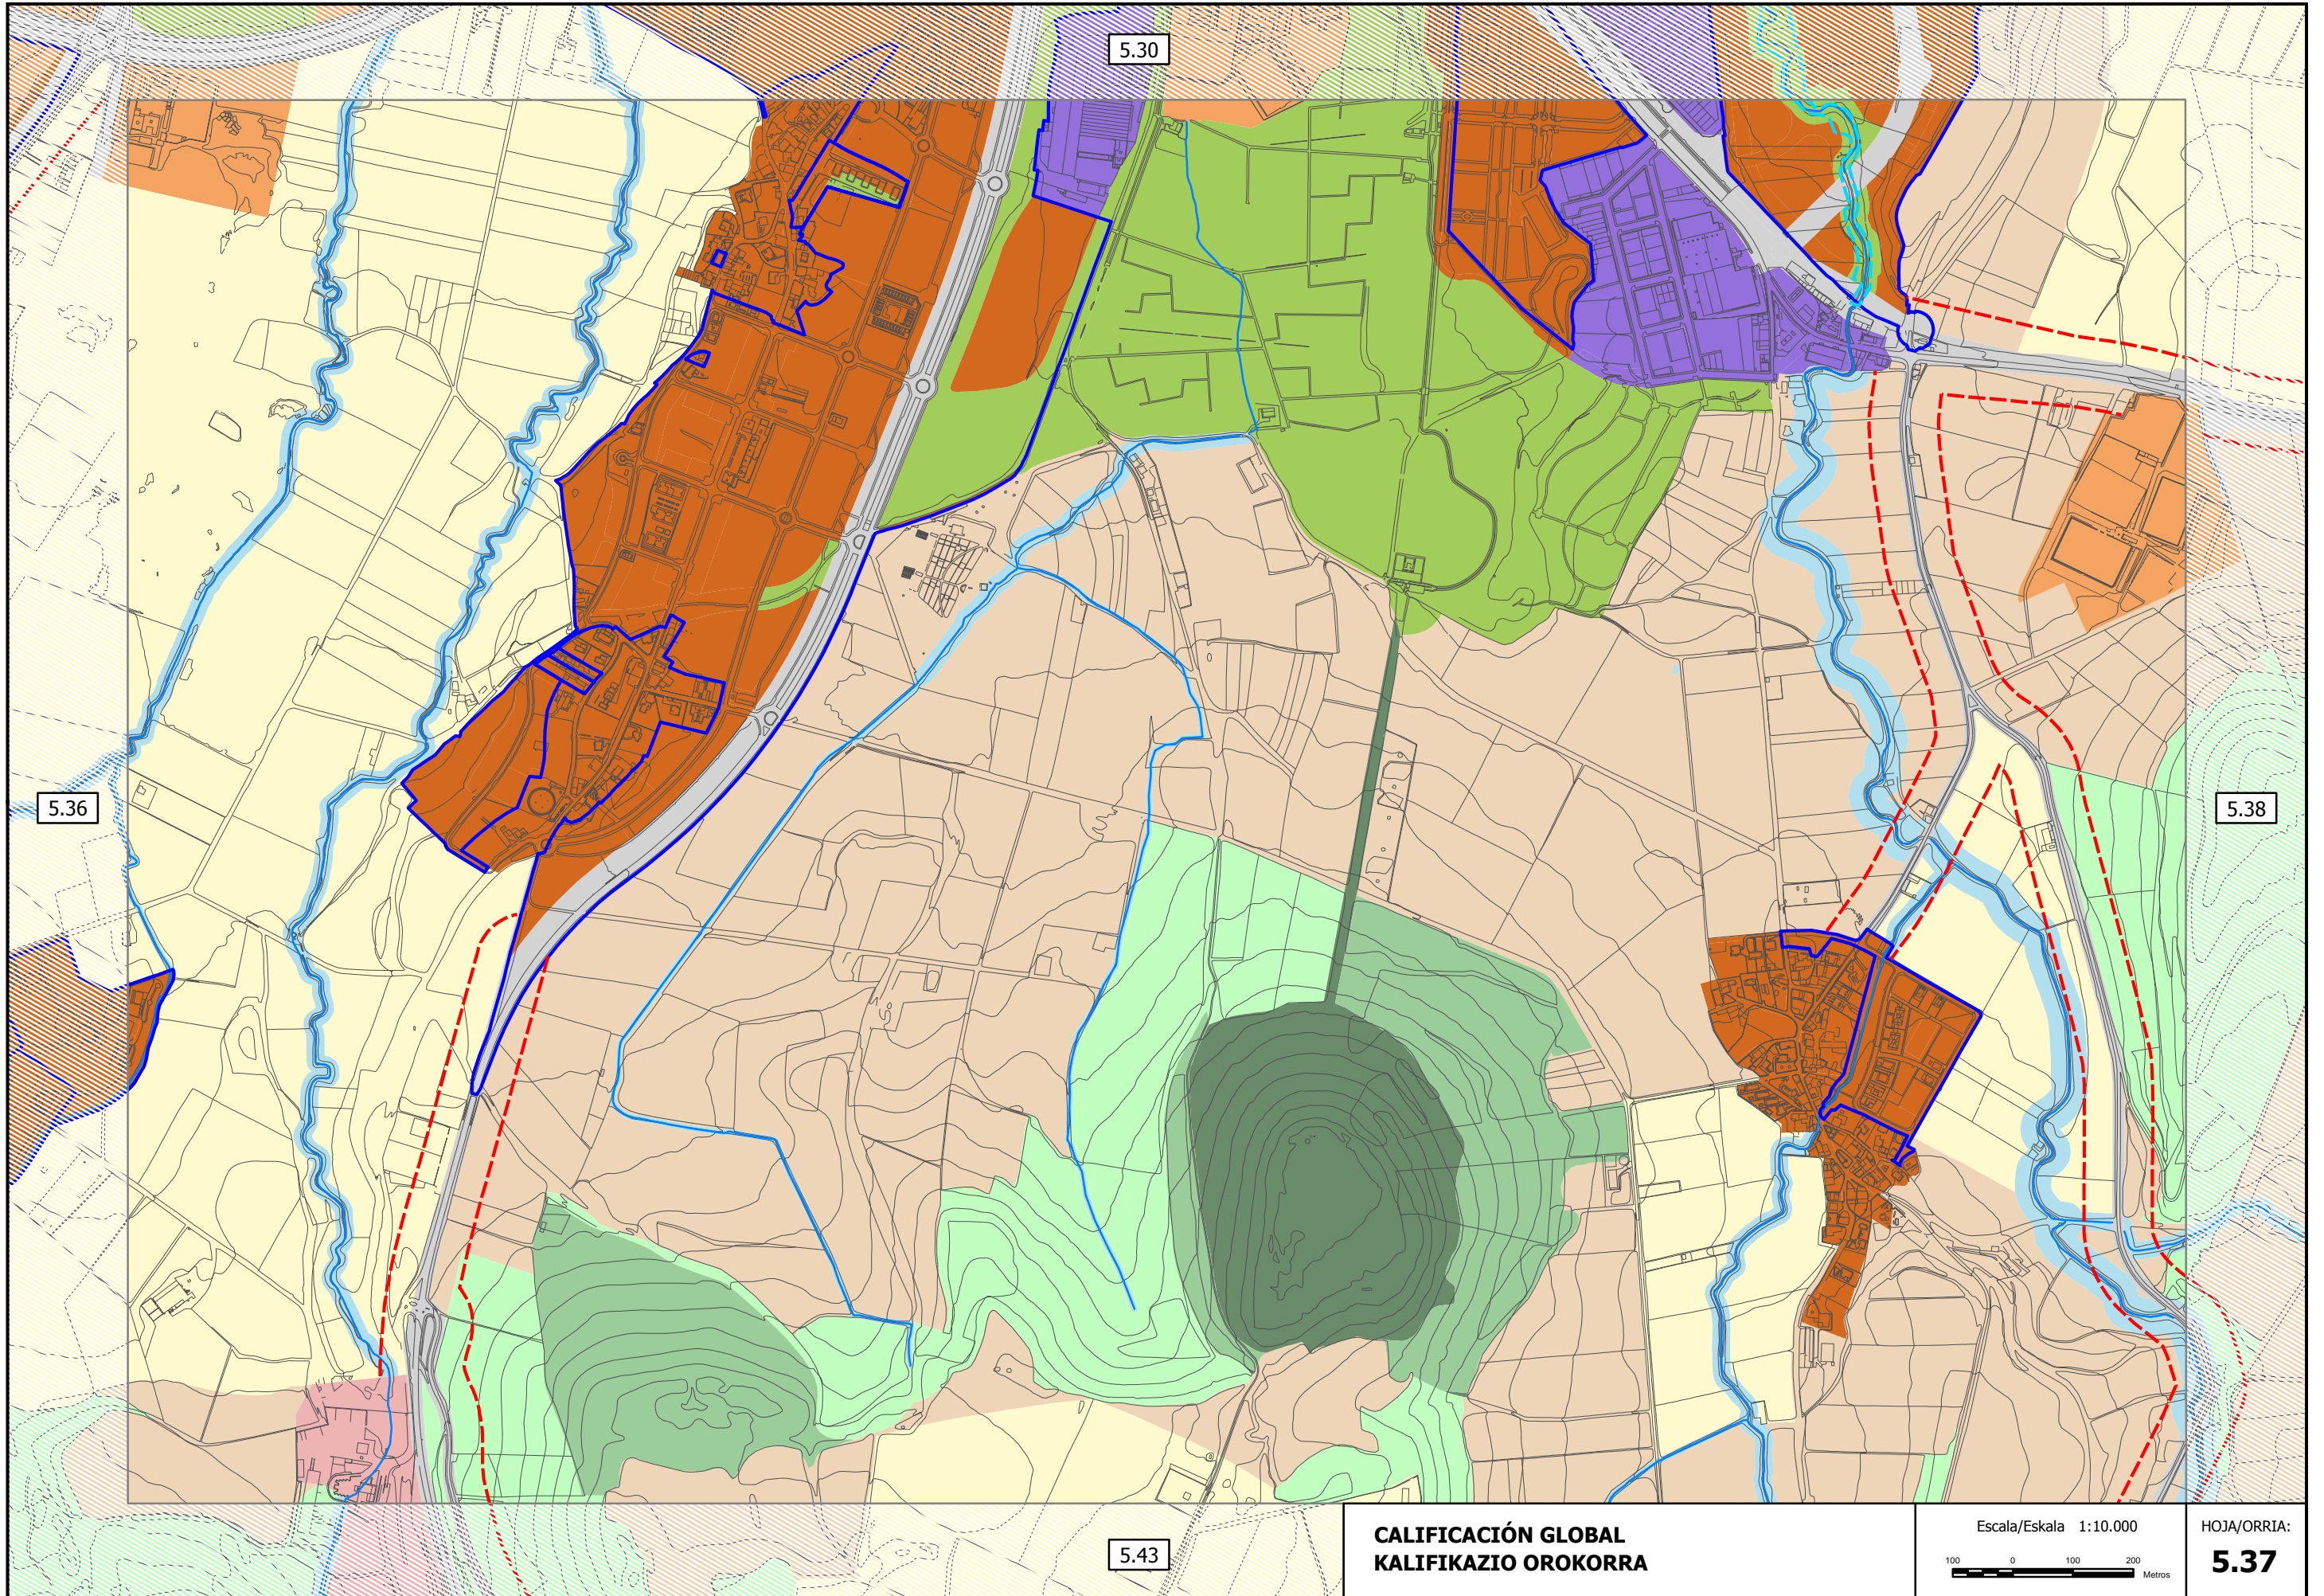 5.30
5.36
5.38
5.43
CALIFICACIÓN GLOBAL
KALIFIKAZIO OROKORRA
Escala/Eskala 1:10.000
100 0 100 200
Metros
HOJA/ORRIA:
5.37